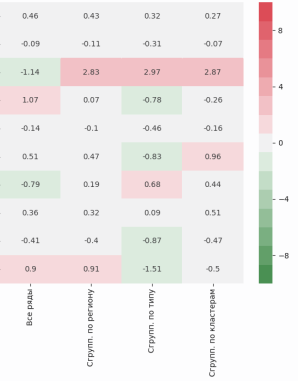 0.46 0.43 0.32 0.27
-0.09 -0.11 -0.31 -0.07
-1.14 2.83 2.97 2.87
1.07 0.07 -0.78 -0.26
-0.14 -0.1 -0.46 -0.16
0.51 0.47 -0.83 0.96
-0.79 0.19 0.68 0.44
0.36 0.32 0.09 0.51
-0.41 -0.4 -0.87 -0.47
0.9 0.91 -1.51 -0.5
Все ряды
Сгрупп. по региону
Сгрупп. по типу
Сгрупп. по кластерам
8
4
0
−4
−8